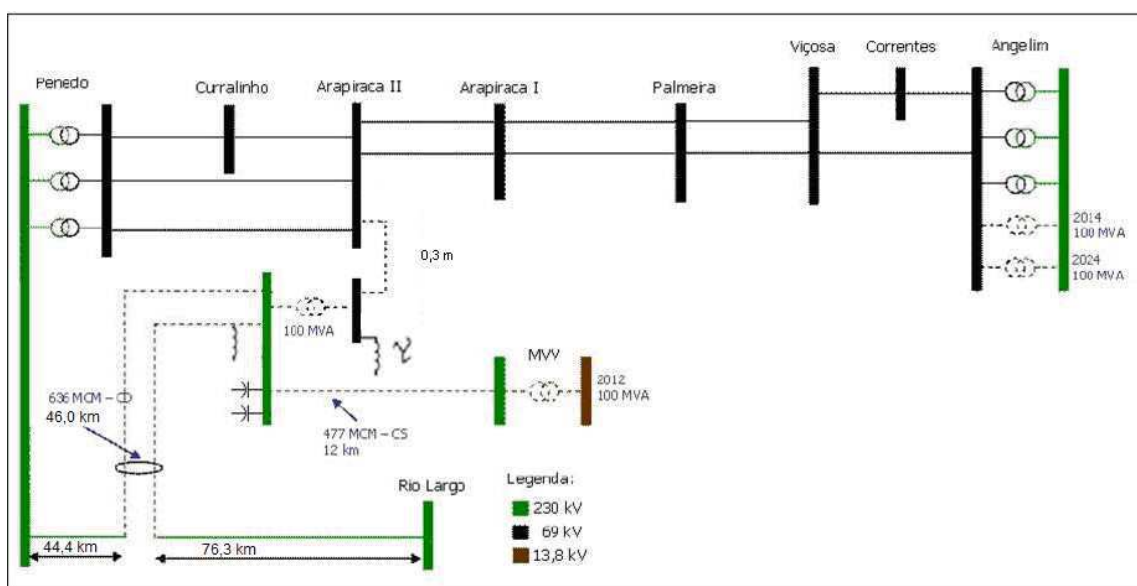 Penedo
Curralinho
Arapiraca II
Arapiraca I
Palmeira
Viçosa
Correntes
Angelim
2014
100 MVA
2024
100 MVA
0,3 m
100 MVA
MVV
2012
100 MVA
636 MCM – CD
46,0 km
477 MCM – CS
12 km
Rio Largo
Legenda:
230 kV
69 kV
13,8 kV
44,4 km
76,3 km